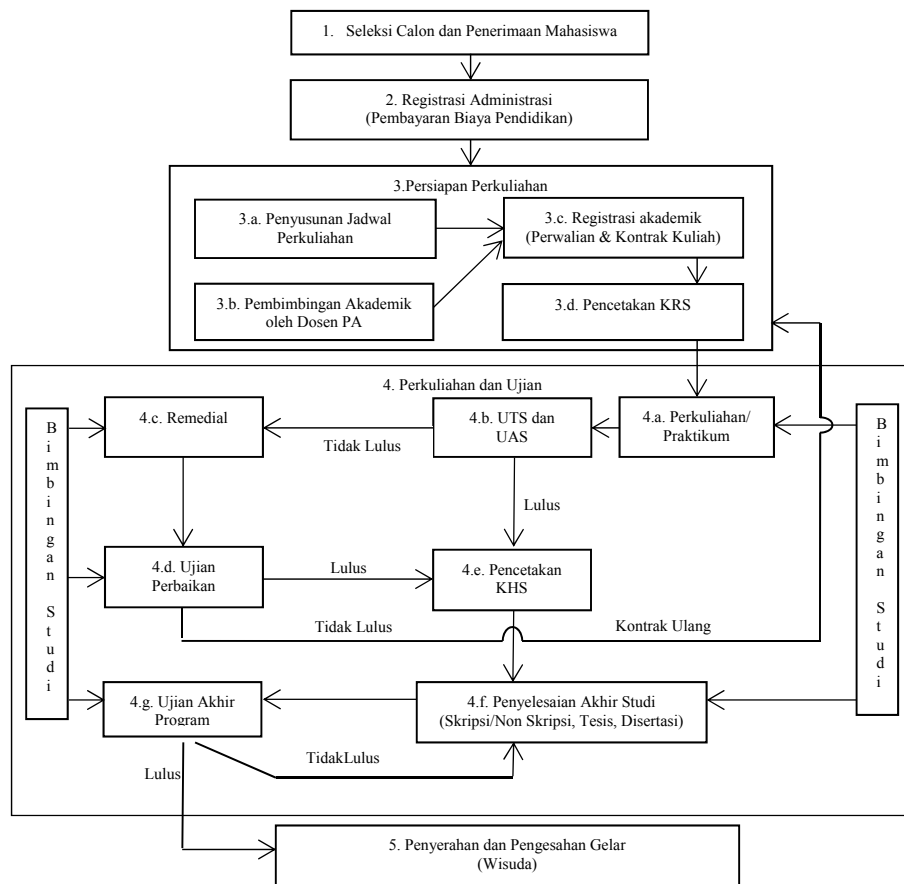 1. Seleksi Calon dan Penerimaan Mahasiswa
2. Registrasi Administrasi
(Pembayaran Biaya Pendidikan)
3.Persiapan Perkuliahan
3.a. Penyusunan Jadwal
Perkuliahan
3.c. Registrasi akademik
(Perwalian & Kontrak Kuliah)
3.b. Pembimbingan Akademik
oleh Dosen PA
3.d. Pencetakan KRS
4. Perkuliahan dan Ujian
Bimbingan Studi
4.c. Remedial
Tidak Lulus
4.b. UTS dan
UAS
4.a. Perkuliahan/
Praktikum
Bimbingan Studi
Lulus
4.d. Ujian
Perbaikan
Lulus
4.e. Pencetakan
KHS
Tidak Lulus
Kontrak Ulang
4.g. Ujian Akhir
Program
4.f. Penyelesaian Akhir Studi
(Skripsi/Non Skripsi, Tesis, Disertasi)
TidakLulus
Lulus
5. Penyerahan dan Pengesahan Gelar
(Wisuda)